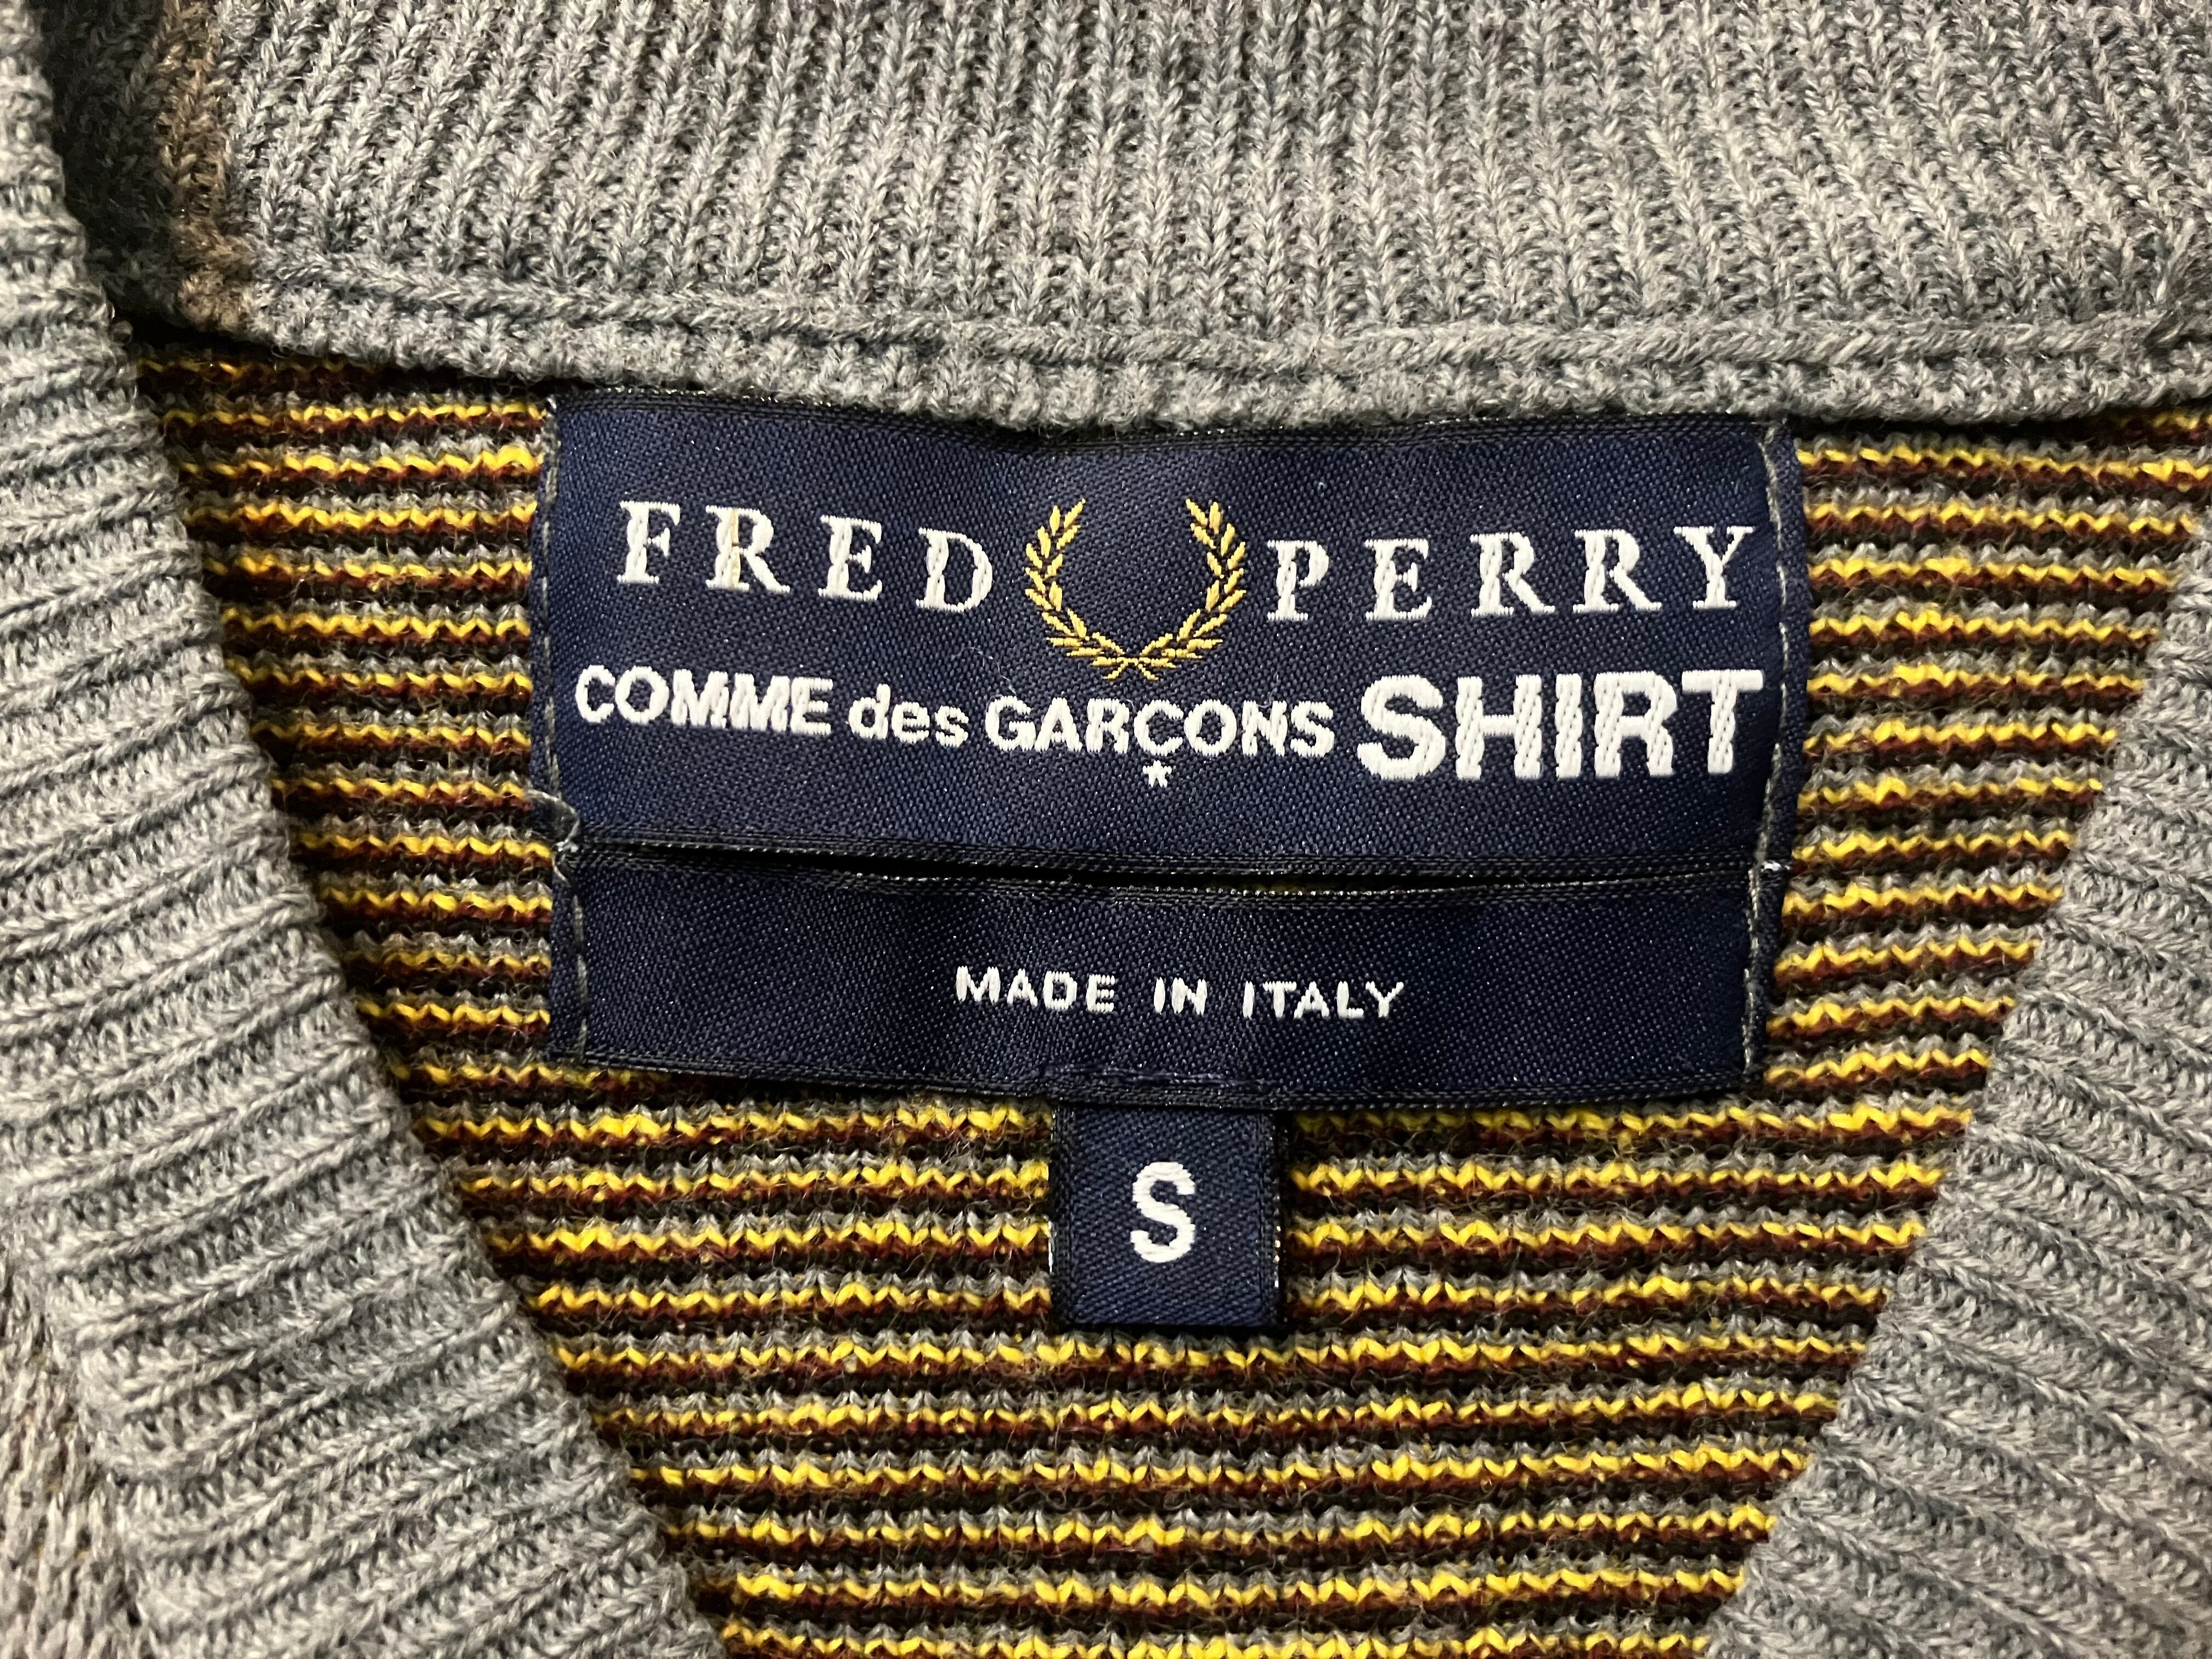 FRED PERRY
COMME des GARÇONS SHIRT
MADE IN ITALY
S